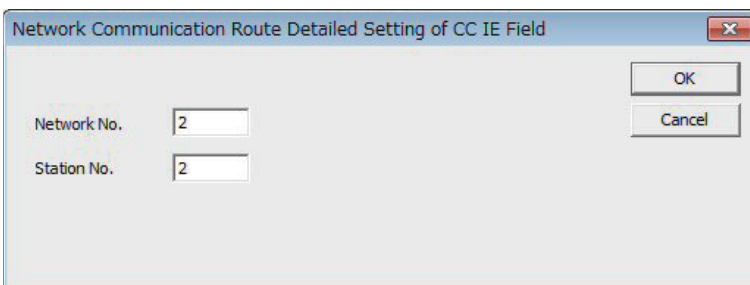 Network Communication Route Detailed Setting of CC IE Field
OK
Network No. 2
Cancel
Station No. 2